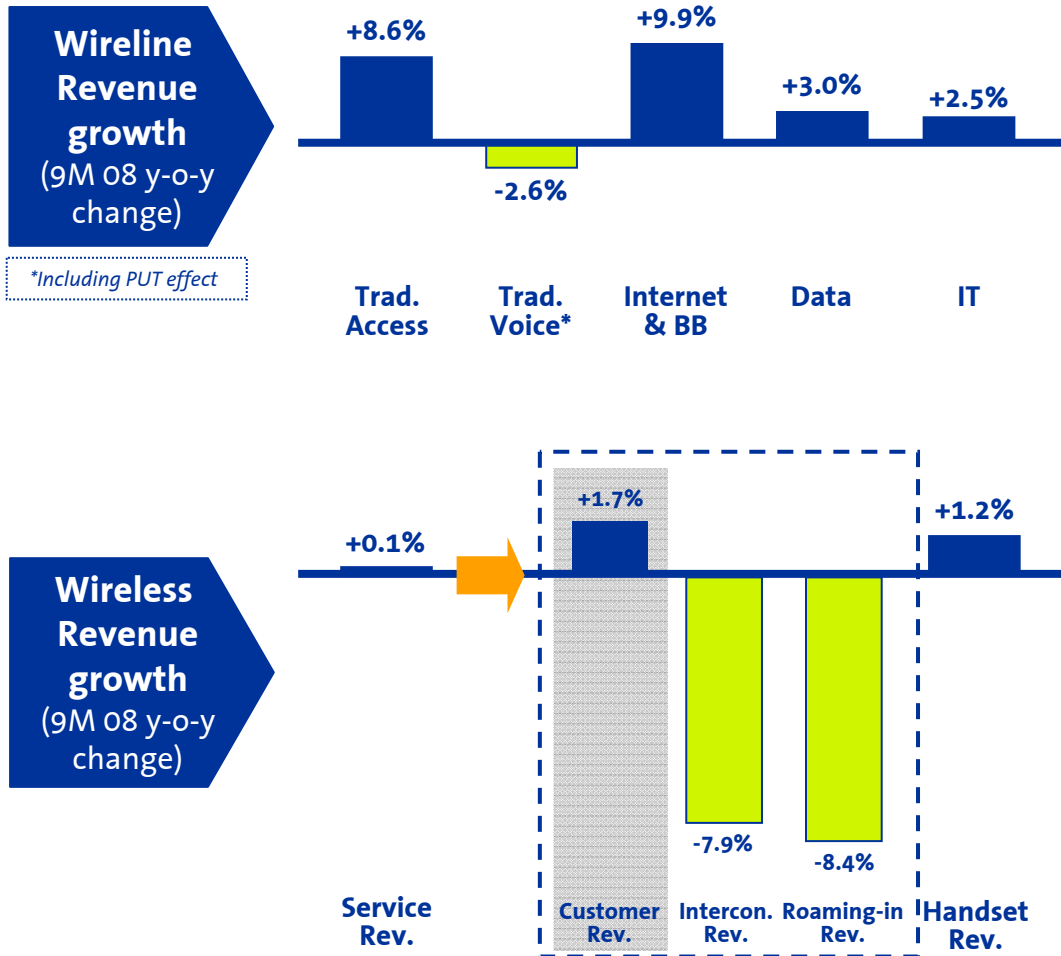 Wireline
Revenue
growth
(9M 08 y-o-y
change)
*Including PUT effect
+8.6%
-2.6%
+9.9%
+3.0%
+2.5%
Trad.
Access
Trad.
Voice*
Internet
& BB
Data
IT
Wireless
Revenue
growth
(9M 08 y-o-y
change)
+0.1%
+1.7%
-7.9%
-8.4%
+1.2%
Service
Rev.
Customer
Rev.
Intercon.
Rev.
Roaming-in
Rev.
Handset
Rev.